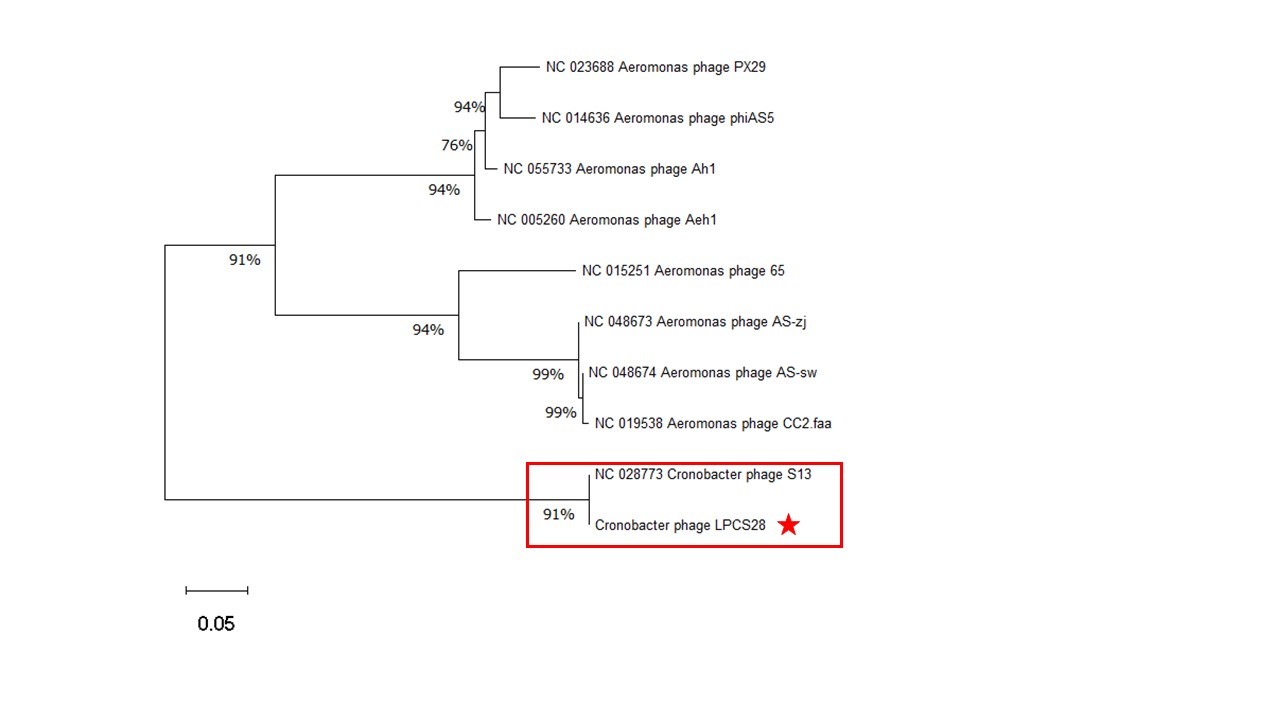 NC 023688 Aeromonas phage PX29
94%
NC 014636 Aeromonas phage phiAS5
76%
NC 055733 Aeromonas phage Ah1
94%
NC 005260 Aeromonas phage Aeh1
91%
NC 015251 Aeromonas phage 65
NC 048673 Aeromonas phage AS-zj
94%
NC 048674 Aeromonas phage AS-sw
99%
99%
NC 019538 Aeromonas phage CC2.faa
NC 028773 Cronobacter phage S13
91%
Cronobacter phage LPCS28
0.05